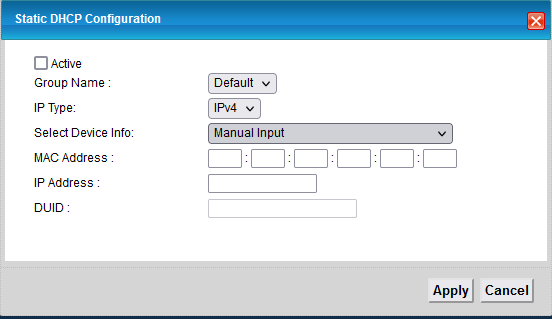 Static DHCP Configuration
Active
Group Name : Default
IP Type: IPv4
Select Device Info: Manual Input
MAC Address : : : : : :
IP Address :
DUID :
Apply Cancel